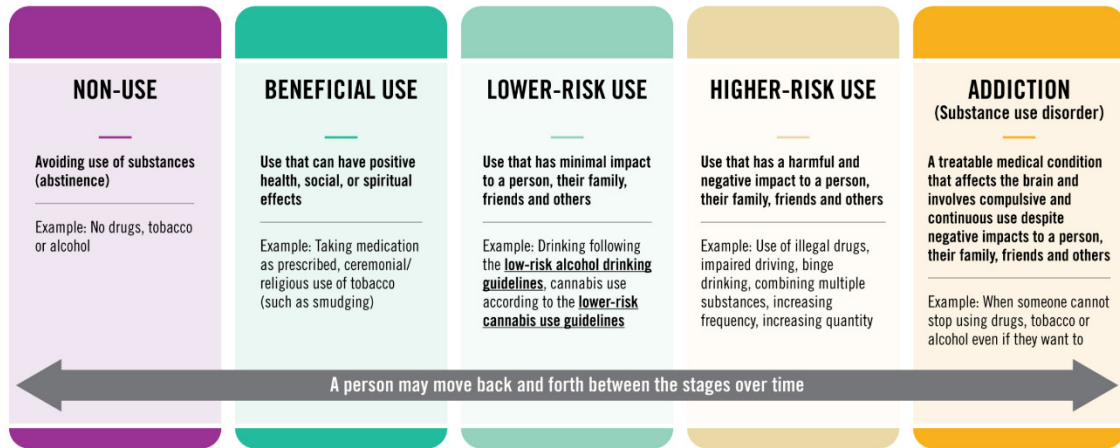 NON-USE
Avoiding use of substances
(abstinence)
Example: No drugs, tobacco
or alcohol
BENEFICIAL USE
Use that can have positive
health, social, or spiritual
effects
Example: Taking medication
as prescribed, ceremonial/
religious use of tobacco
(such as smudging)
LOWER-RISK USE
Use that has minimal impact
to a person, their family,
friends and others
Example: Drinking following
the low-risk alcohol drinking
guidelines, cannabis use
according to the lower-risk
cannabis use guidelines
HIGHER-RISK USE
Use that has a harmful and
negative impact to a person,
their family, friends and others
Example: Use of illegal drugs,
impaired driving, binge
drinking, combining multiple
substances, increasing
frequency, increasing quantity
ADDICTION
(Substance use disorder)
A treatable medical condition
that affects the brain and
involves compulsive and
continuous use despite
negative impacts to a person,
their family, friends and others
Example: When someone cannot
stop using drugs, tobacco or
alcohol even if they want to
A person may move back and forth between the stages over time